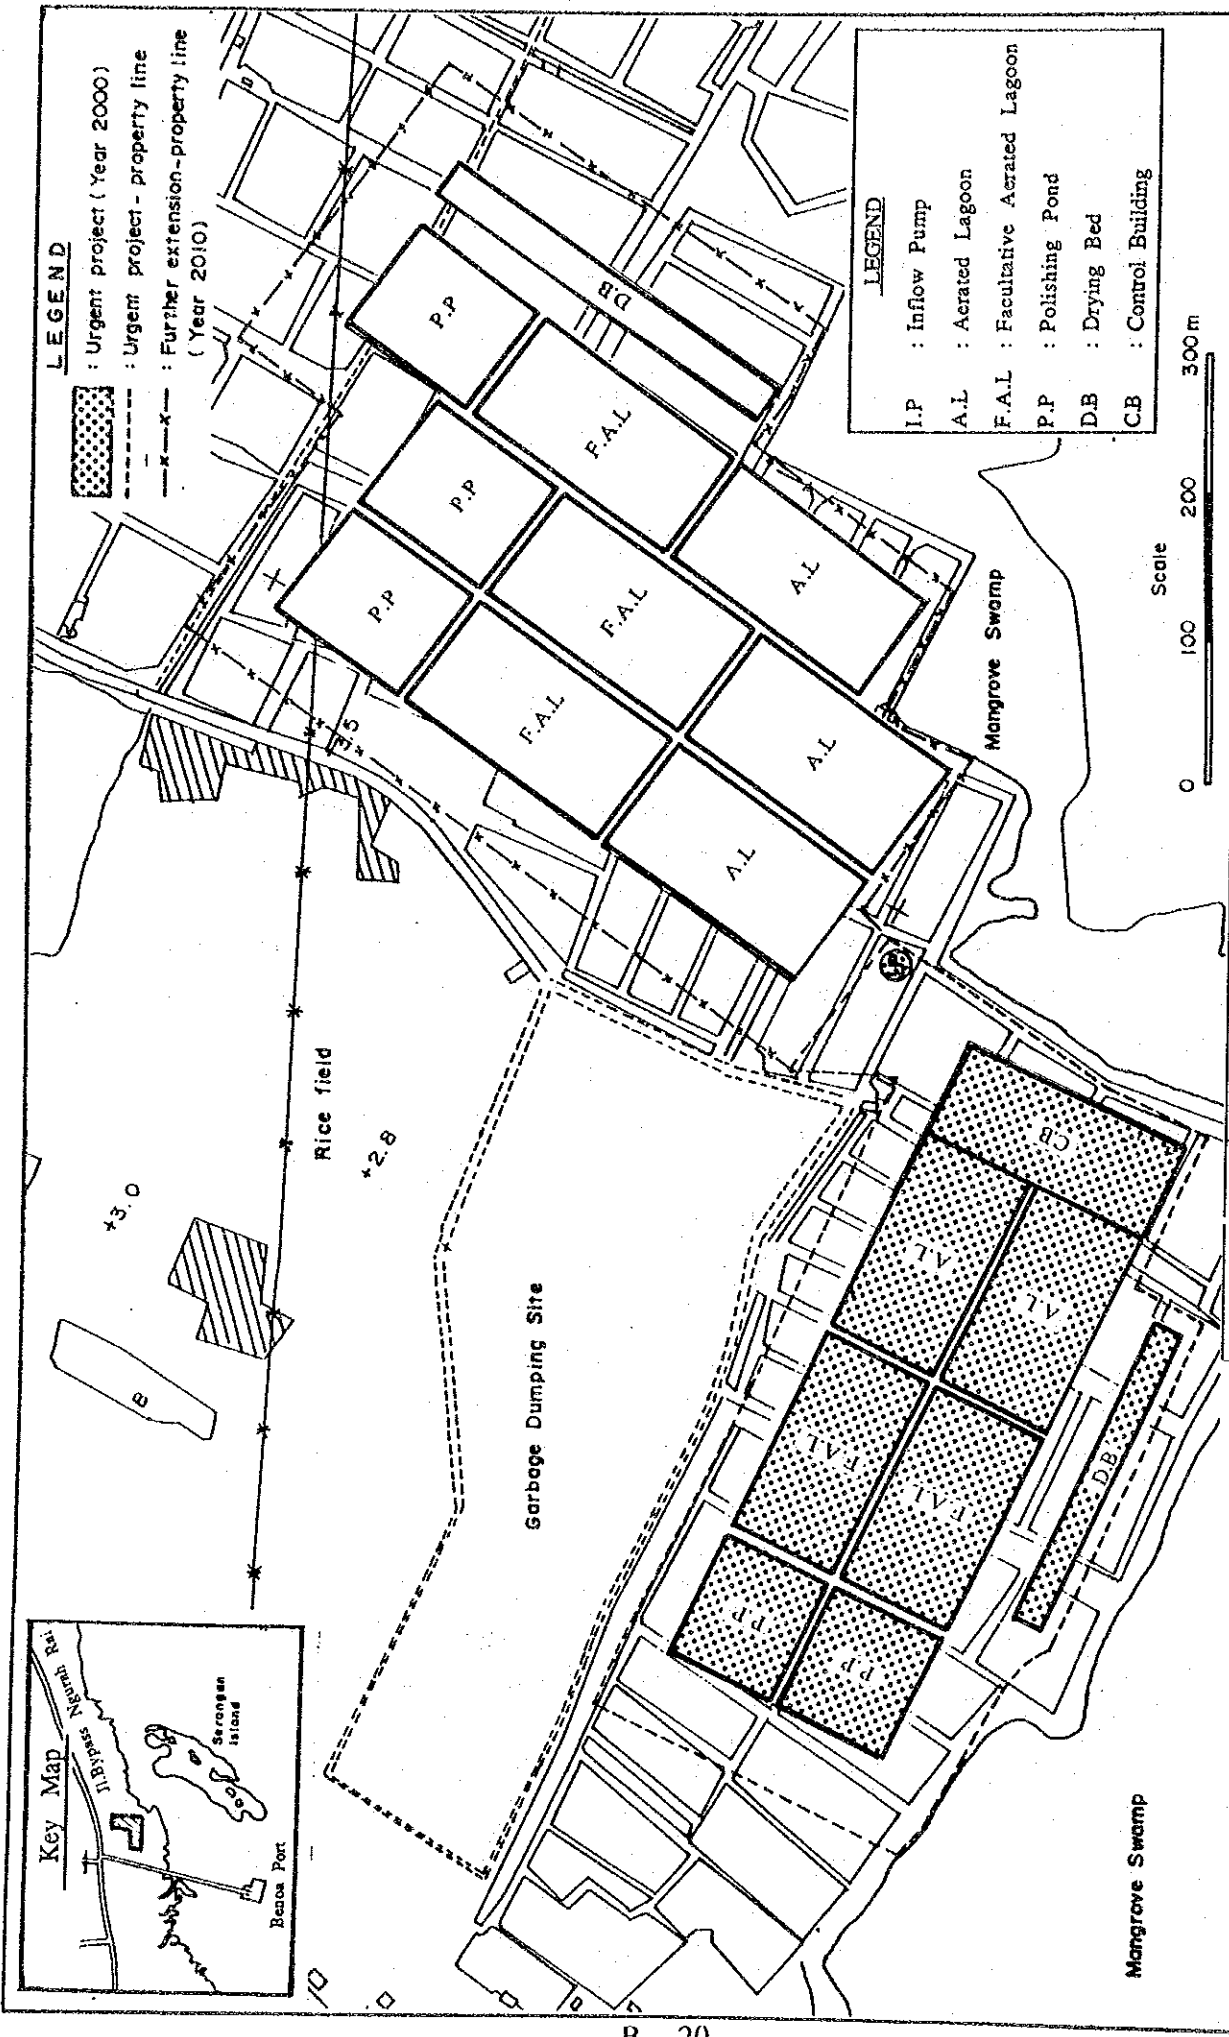 Key Map
Jl.Bypass Ngurah Rai
Serangan
Island
Benoa Port
LEGEND
: Urgent project (Year 2000)
: Urgent project - property line
: Further extension-property line
(Year 2010)
+3.0
8
Rice field
+2.8
Garbage Dumping Site
P.P
P.P
P.P
F.A.L
F.A.L
F.A.L
A.L
A.L
A.L
D.B
C.B
A.L
A.L
F.A.L
F.A.L
P.P
P.P
D.B.
Mangrove Swamp
Mangrove Swamp
LEGEND
I.P : Inflow Pump
A.L : Aerated Lagoon
F.A.L : Facultative Aerated Lagoon
P.P : Polishing Pond
D.B : Drying Bed
C.B : Control Building
Scale
0 100 200 300m
B - 20